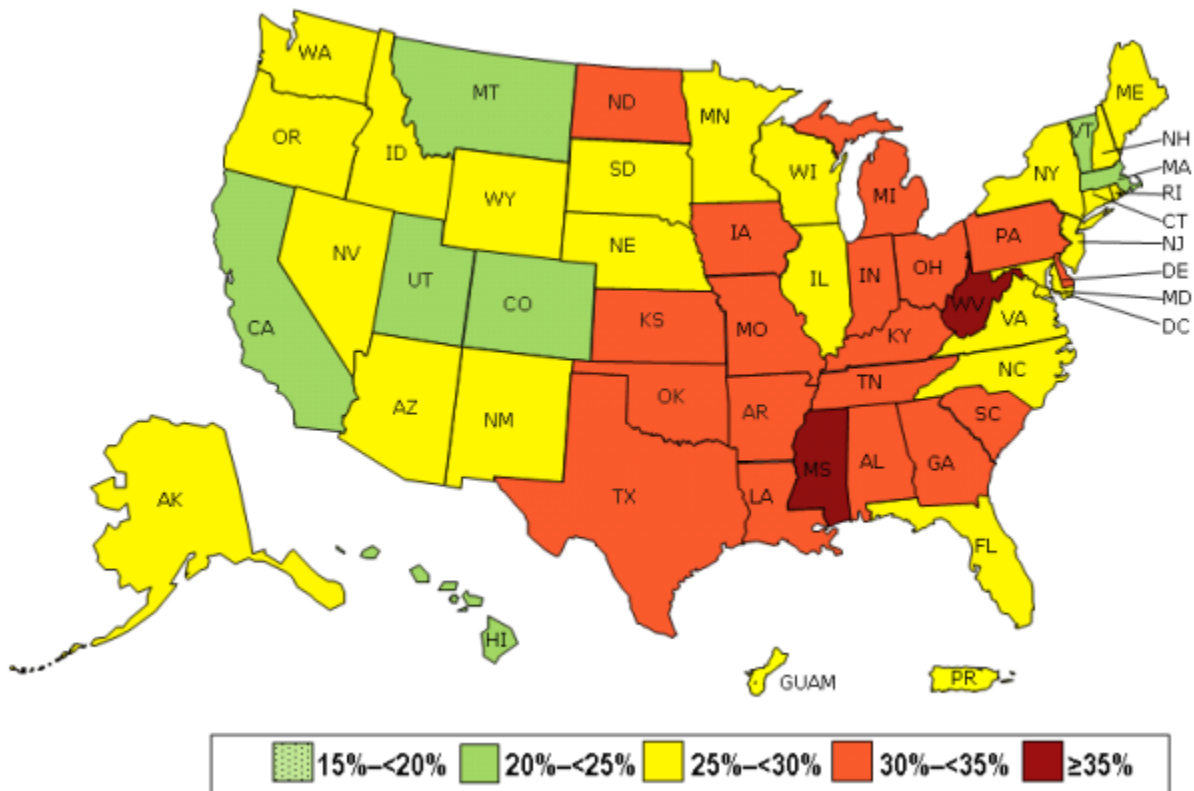 WA
MT
ND
MN
ME
OR
ID
VT
NH
SD
WI
MA
NY
WY
MI
RI
CT
NE
IA
PA
NJ
NV
UT
IL
IN
OH
DE
CO
WV
MD
CA
KS
MO
KY
VA
DC
NC
TN
AZ
NM
OK
AR
SC
MS
AL
GA
AK
TX
LA
FL
HI
GUAM
PR
15%–<20% 20%–<25% 25%–<30% 30%–<35% ≥35%